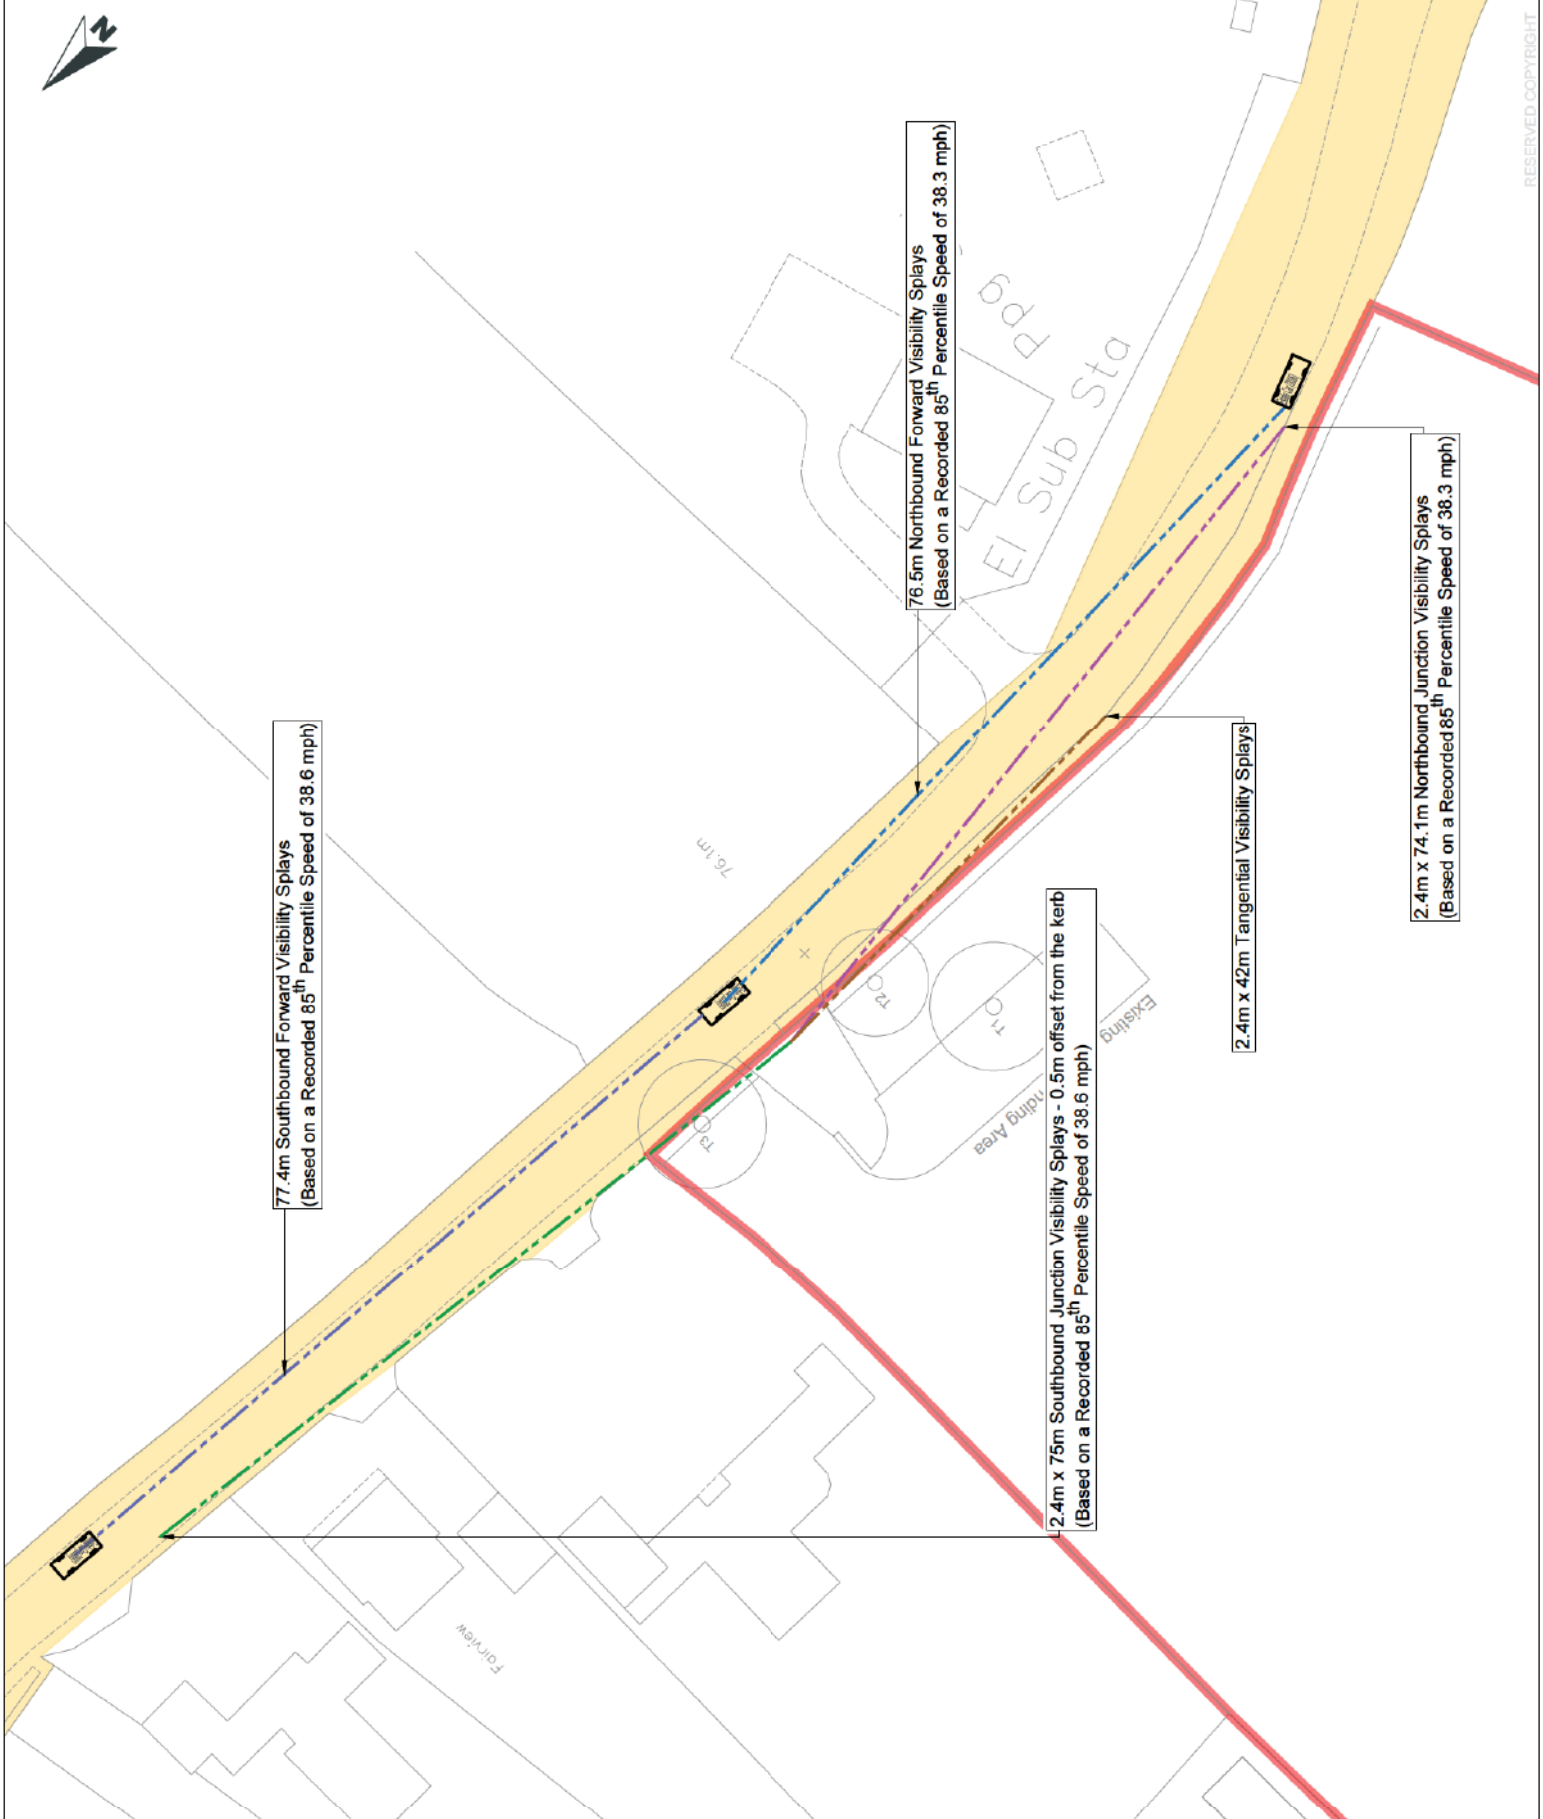 N
RESERVED COPYRIGHT
76.5m Northbound Forward Visibility Splays
(Based on a Recorded 85th Percentile Speed of 38.3 mph)
Ppg
El Sub Sta
77.4m Southbound Forward Visibility Splays
(Based on a Recorded 85th Percentile Speed of 38.6 mph)
2.4m x 74.1m Northbound Junction Visibility Splays
(Based on a Recorded 85th Percentile Speed of 38.3 mph)
2.4m x 42m Tangential Visibility Splays
76.1m
2.4m x 75m Southbound Junction Visibility Splays - 0.5m offset from the kerb
(Based on a Recorded 85th Percentile Speed of 38.6 mph)
T2
T1
T3
Existing
nding Area
Fairview